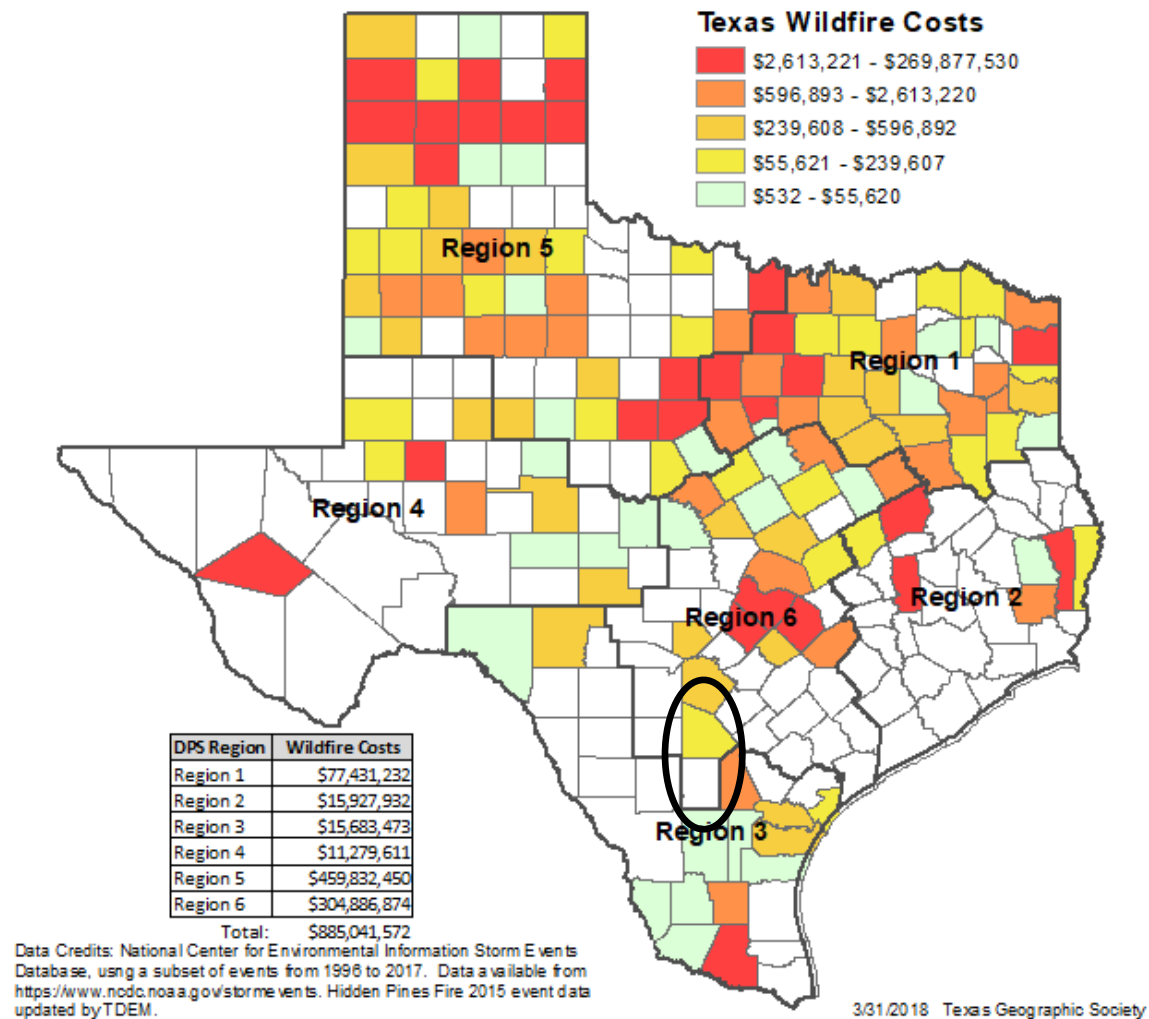 Texas Wildfire Costs
$2,613,221 - $269,877,530
$596,893 - $2,613,220
$239,608 - $596,892
$55,621 - $239,607
$532 - $55,620
Region 5
Region 1
Region 4
Region 6
Region 2
Region 3
DPS Region Wildfire Costs
Region 1 $77,431,232
Region 2 $15,927,932
Region 3 $15,683,473
Region 4 $11,279,611
Region 5 $459,832,450
Region 6 $304,886,874
Total: $885,041,572
Data Credits: National Center for Environmental Information Storm Events
Database, usng a subset of events from 1996 to 2017. Data available from
https://www.ncdc.noaa.gov/stormevents. Hidden Pines Fire 2015 event data
updated by TDEM.
3/31/2018 Texas Geographic Society